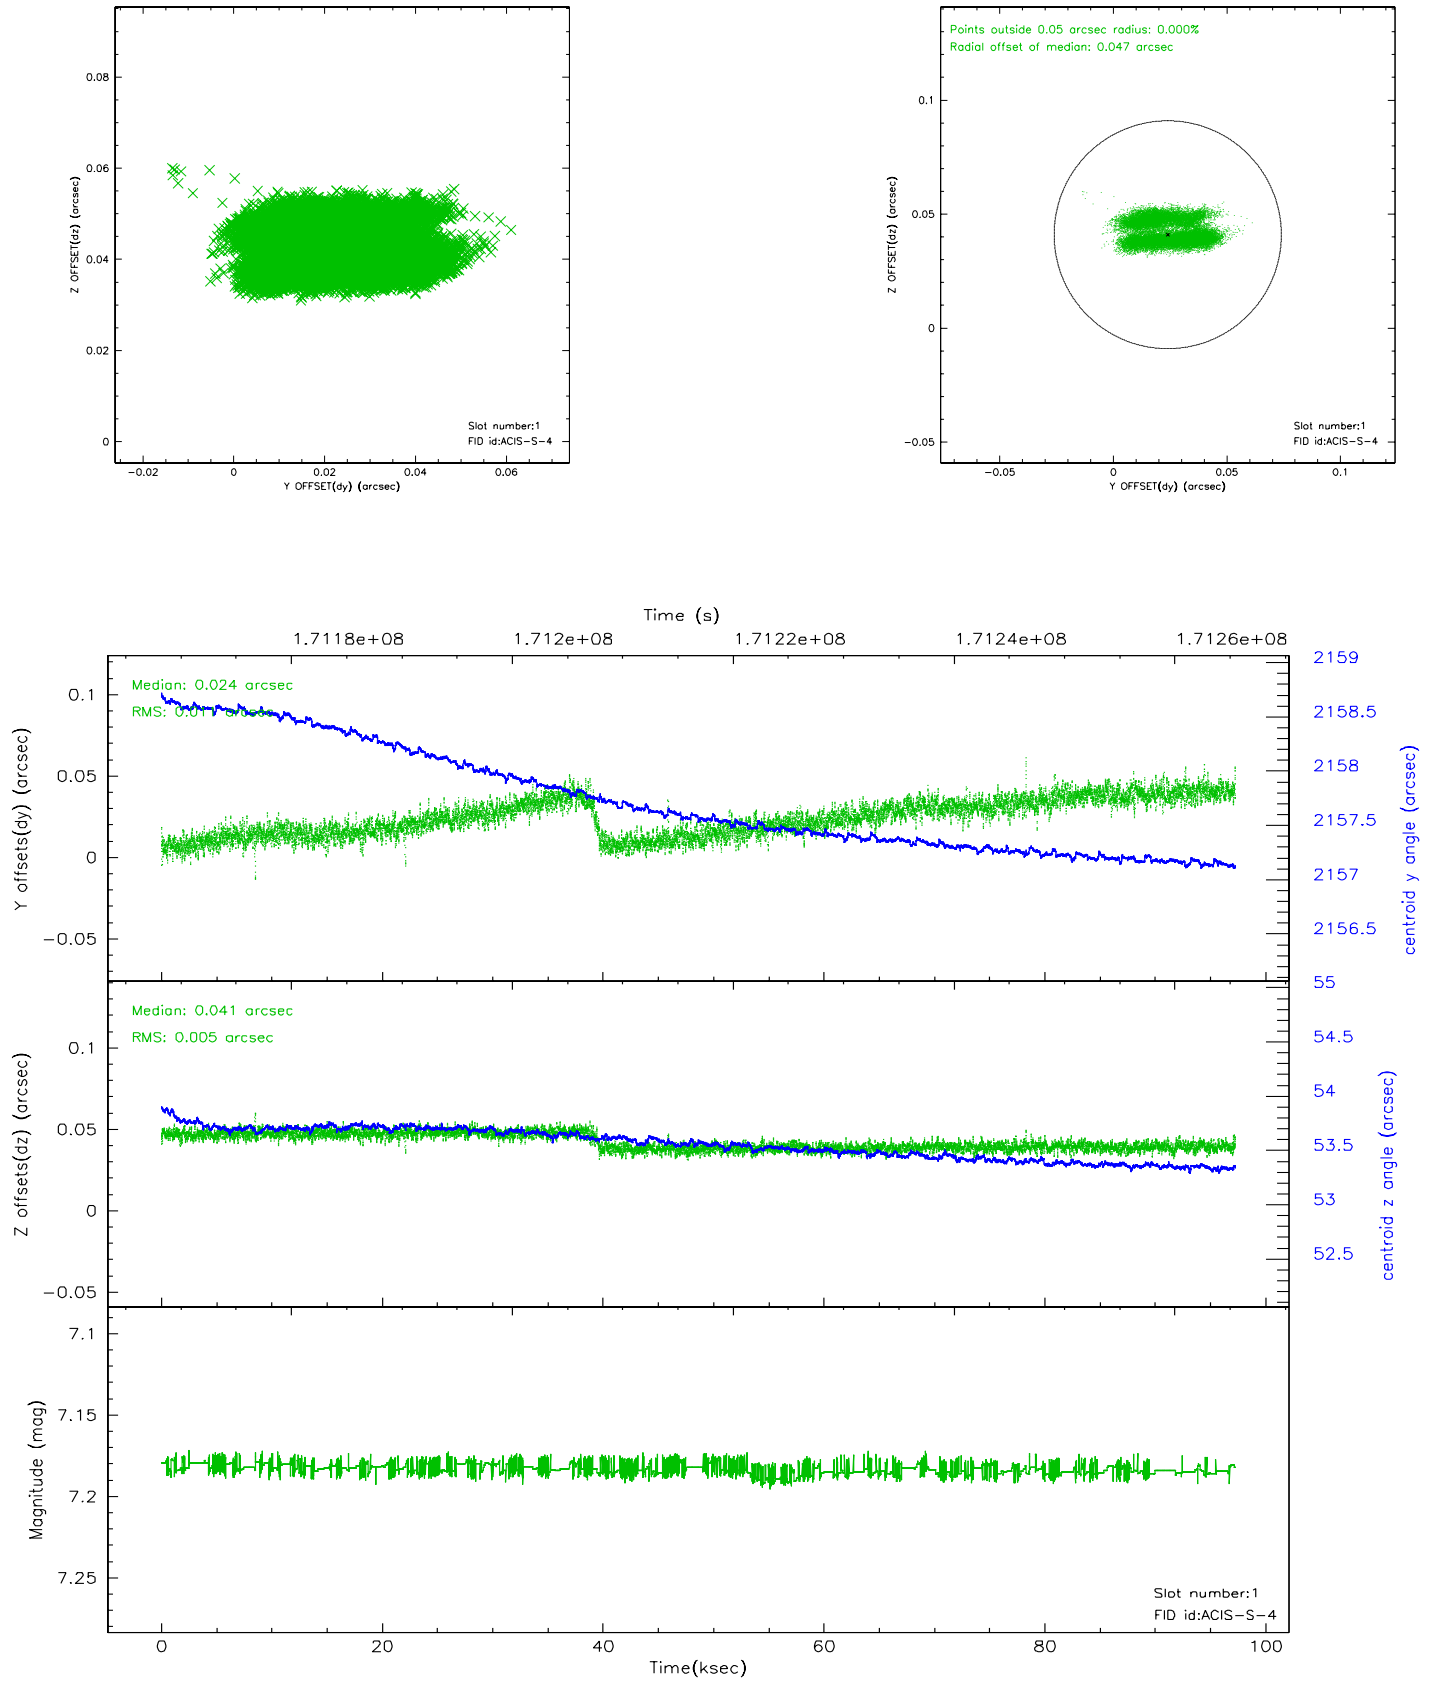 0.08
0.06
0.04
0.02
0
Z OFFSET(dz) (arcsec)
−0.02 0 0.02 0.04 0.06
Y OFFSET(dy) (arcsec)
Slot number:1
FID id:ACIS−S−4
Points outside 0.05 arcsec radius: 0.000%
Radial offset of median: 0.047 arcsec
0.1
0.05
0
−0.05
Z OFFSET(dz) (arcsec)
−0.05 0 0.05 0.1
Y OFFSET(dy) (arcsec)
Slot number:1
FID id:ACIS−S−4
Time (s)
1.7118e+08 1.712e+08 1.7122e+08 1.7124e+08 1.7126e+08
Median: 0.024 arcsec
RMS:
0.1
0.05
0
−0.05
Y offsets(dy) (arcsec)
2159
2158.5
2158
2157.5
2157
2156.5
centroid y angle (arcsec)
Median: 0.041 arcsec
RMS: 0.005 arcsec
0.1
0.05
0
−0.05
Z offsets(dz) (arcsec)
55
54.5
54
53.5
53
52.5
centroid z angle (arcsec)
7.1
7.15
7.2
7.25
Magnitude (mag)
Slot number:1
FID id:ACIS−S−4
0 20 40 60 80 100
Time(ksec)